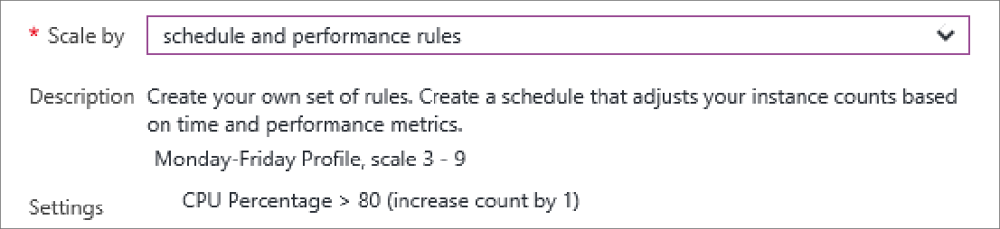 * Scale by schedule and performance rules
Description Create your own set of rules. Create a schedule that adjusts your instance counts based
on time and performance metrics.
Monday-Friday Profile, scale 3 - 9
CPU Percentage > 80 (increase count by 1)
Settings